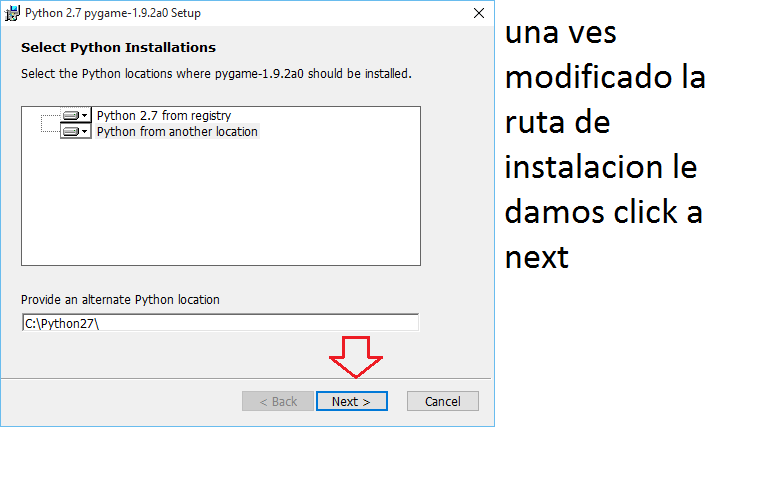 Python 2.7 pygame-1.9.2a0 Setup
Select Python Installations
Select the Python locations where pygame-1.9.2a0 should be installed.
Python 2.7 from registry
Python from another location
Provide an alternate Python location
C:\Python27\
< Back
Next >
Cancel
una ves
modificado la
ruta de
instalacion le
damos click a
next